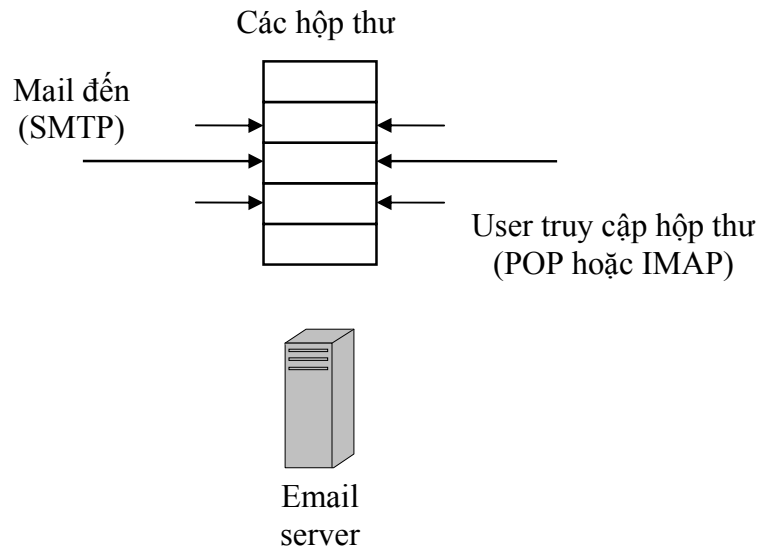 Các hộp thư
Mail đến
(SMTP)
User truy cập hộp thư
(POP hoặc IMAP)
Email
server